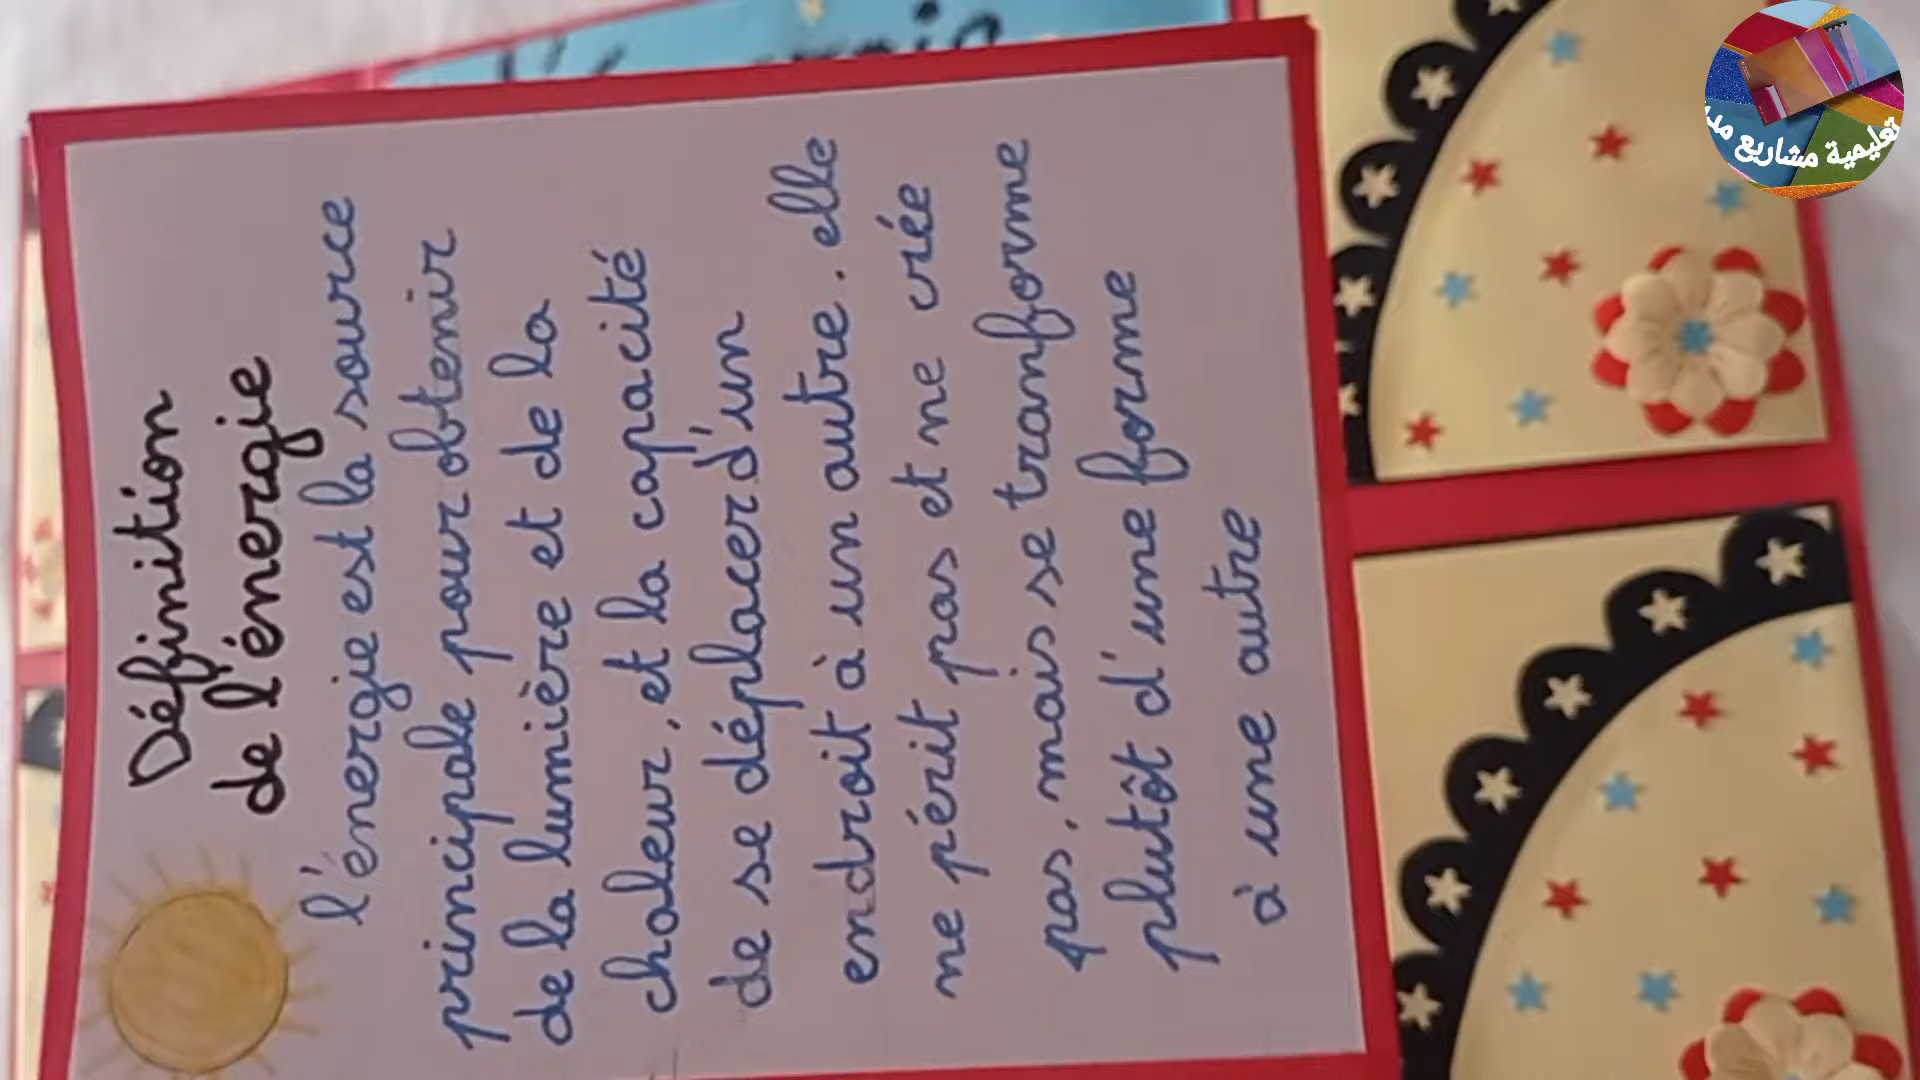 Définition
de l'énergie
l'énergie est la source
principale pour obtenir
de la lumière et de la
chaleur, et la capacité
de se déplacer d'un
endroit à un autre. elle
ne périt pas et ne crée
pas, mais se tranforme
plutôt d'une forme
à une autre
تعليمية مشاريع